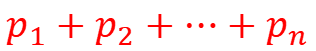 p₁ + p₂ + ⋯ + pₙ